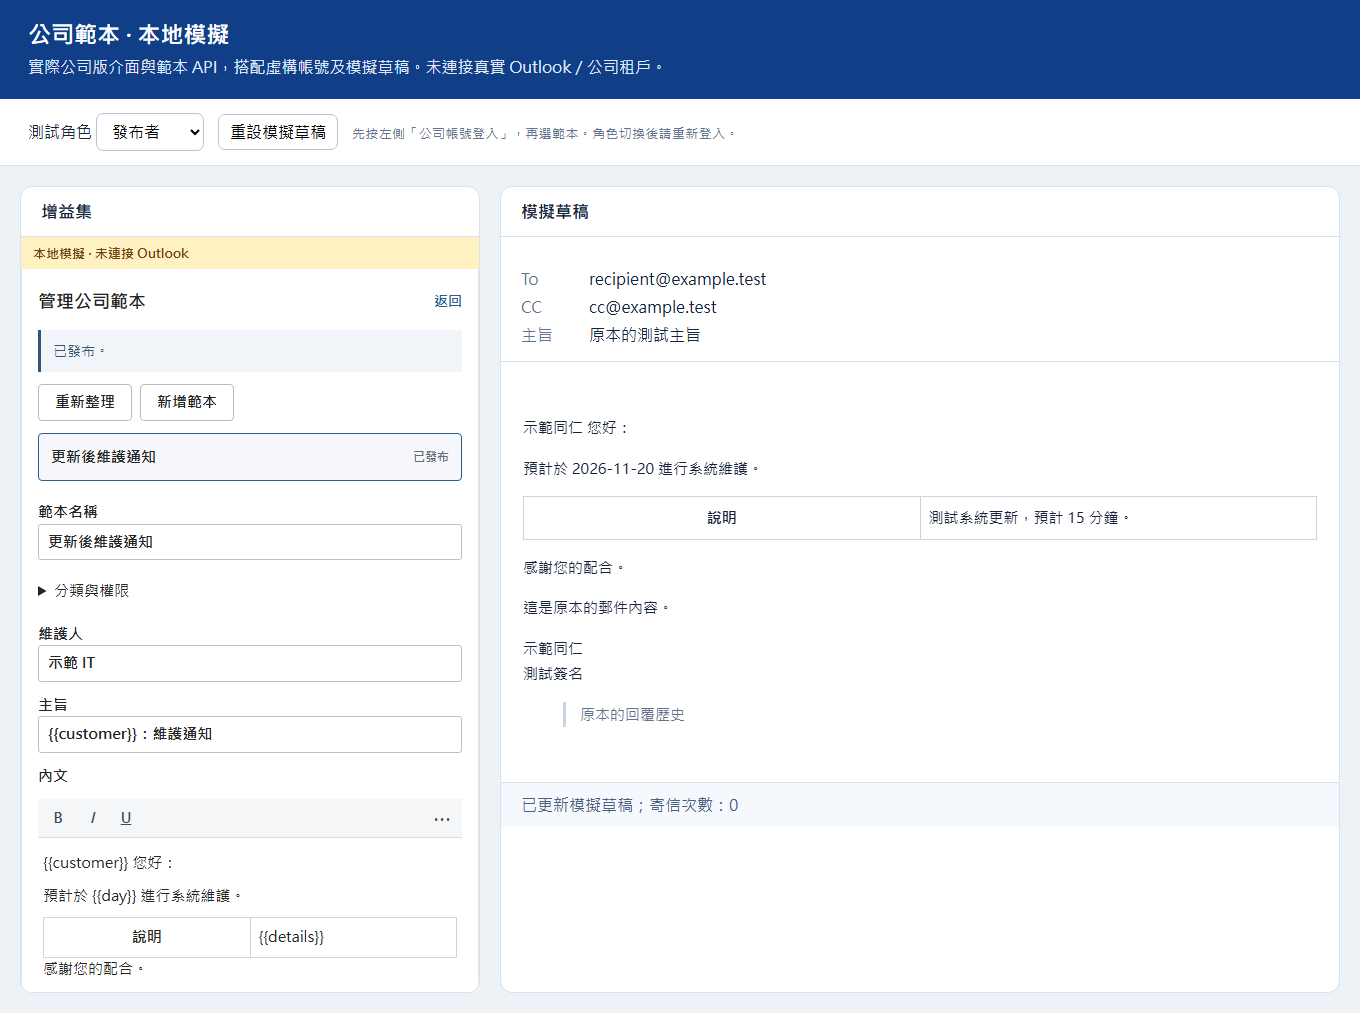 公司範本 · 本地模擬
實際公司版介面與範本 API，搭配虛構帳號及模擬草稿。未連接真實 Outlook / 公司租戶。
測試角色 發布者 重設模擬草稿 先按左側「公司帳號登入」，再選範本。角色切換後請重新登入。
增益集
本地模擬 · 未連接 Outlook
管理公司範本 返回
已發布。
重新整理 新增範本
更新後維護通知 已發布
範本名稱
更新後維護通知
▶ 分類與權限
維護人
示範 IT
主旨
{{customer}}：維護通知
內文
B I U ···
{{customer}} 您好：
預計於 {{day}} 進行系統維護。
說明 {{details}}
感謝您的配合。
模擬草稿
To recipient@example.test
CC cc@example.test
主旨 原本的測試主旨
示範同仁 您好：
預計於 2026-11-20 進行系統維護。
說明 測試系統更新，預計 15 分鐘。
感謝您的配合。
這是原本的郵件內容。
示範同仁
測試簽名
原本的回覆歷史
已更新模擬草稿；寄信次數：0